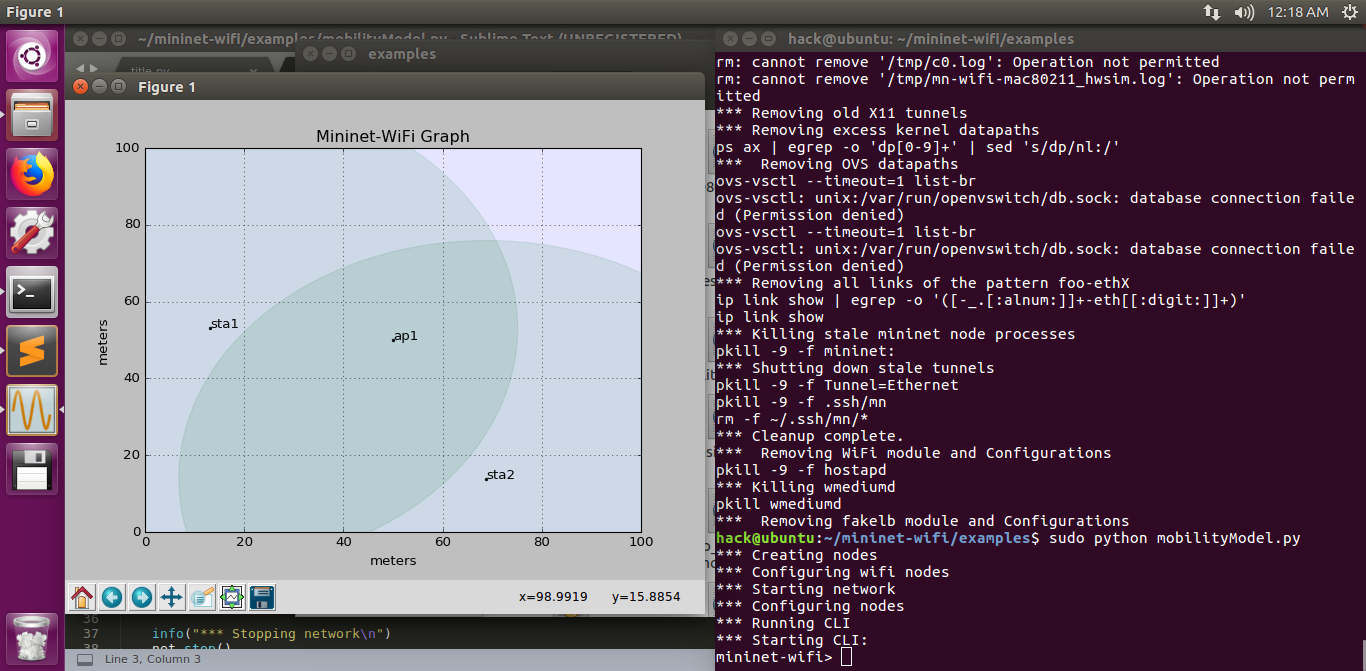 Figure 1
12:18 AM
~/mininet-wifi/examples/mobilityModel.py - Sublime Text (UNREGISTERED)
examples
title.py
Figure 1
Mininet-WiFi Graph
100
80
60
40
20
0
meters
sta1
ap1
sta2
0 20 40 60 80 100
meters
x=98.9919 y=15.8854
36
37 info("*** Stopping network\n")
38 net.stop()
Line 3, Column 3
hack@ubuntu: ~/mininet-wifi/examples
rm: cannot remove '/tmp/c0.log': Operation not permitted
rm: cannot remove '/tmp/mn-wifi-mac80211_hwsim.log': Operation not perm
itted
*** Removing old X11 tunnels
*** Removing excess kernel datapaths
ps ax | egrep -o 'dp[0-9]+' | sed 's/dp/nl:/'
***  Removing OVS datapaths
ovs-vsctl --timeout=1 list-br
ovs-vsctl: unix:/var/run/openvswitch/db.sock: database connection faile
d (Permission denied)
ovs-vsctl --timeout=1 list-br
ovs-vsctl: unix:/var/run/openvswitch/db.sock: database connection faile
d (Permission denied)
*** Removing all links of the pattern foo-ethX
ip link show | egrep -o '([-_.[:alnum:]]+-eth[[:digit:]]+)'
ip link show
*** Killing stale mininet node processes
pkill -9 -f mininet:
*** Shutting down stale tunnels
pkill -9 -f Tunnel=Ethernet
pkill -9 -f .ssh/mn
rm -f ~/.ssh/mn/*
*** Cleanup complete.
***  Removing WiFi module and Configurations
pkill -9 -f hostapd
*** Killing wmediumd
pkill wmediumd
***  Removing fakelb module and Configurations
hack@ubuntu:~/mininet-wifi/examples$ sudo python mobilityModel.py
*** Creating nodes
*** Configuring wifi nodes
*** Starting network
*** Configuring nodes
*** Running CLI
*** Starting CLI:
mininet-wifi>